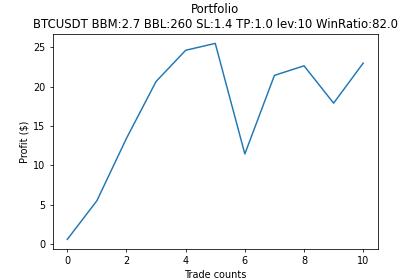 Portfolio
BTCUSDT BBM:2.7 BBL:260 SL:1.4 TP:1.0 lev:10 WinRatio:82.0
Profit ($)
25
20
15
10
5
0
0 2 4 6 8 10
Trade counts